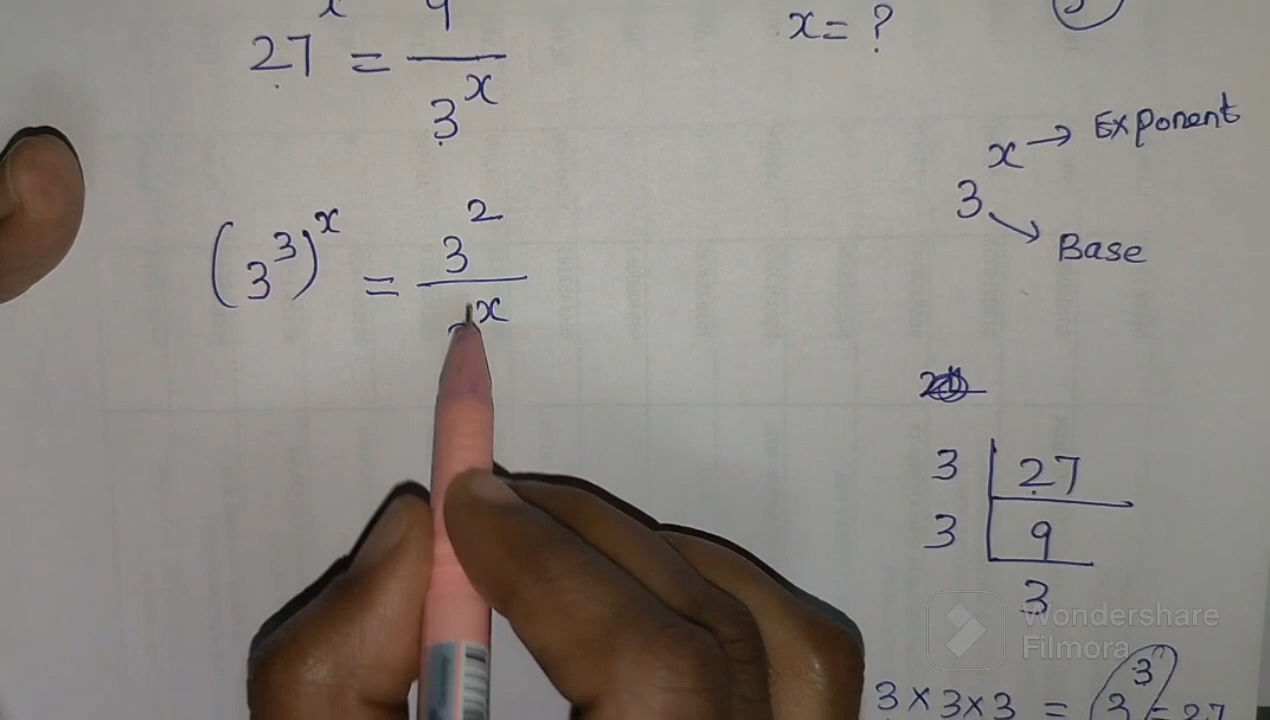 27^x = 9/3^x
x = ?
(3^3)^x = 3^2/3^x
x → Exponent
3
Base
3 | 27
3 | 9
3
3 × 3 × 3 = 3^3 = 27
Wondershare
Filmora